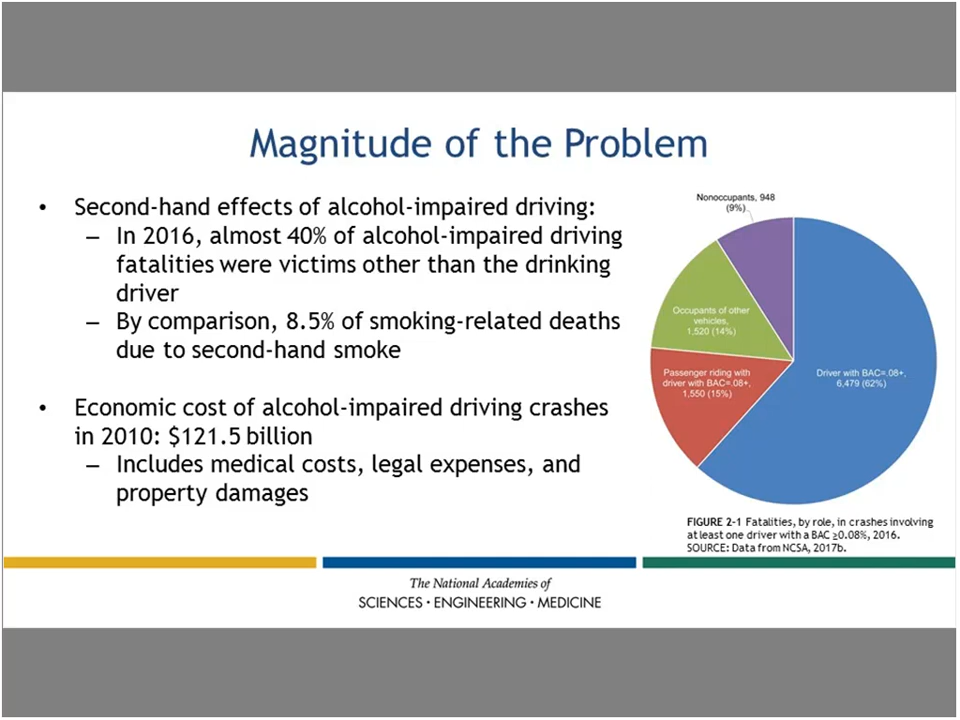 Magnitude of the Problem
• Second-hand effects of alcohol-impaired driving:
– In 2016, almost 40% of alcohol-impaired driving
fatalities were victims other than the drinking
driver
– By comparison, 8.5% of smoking-related deaths
due to second-hand smoke
• Economic cost of alcohol-impaired driving crashes
in 2010: $121.5 billion
– Includes medical costs, legal expenses, and
property damages
Nonoccupants, 948
(9%)
Occupants of other
vehicles,
1,520 (14%)
Passenger riding with
driver with BAC=.08+,
1,550 (15%)
Driver with BAC=.08+,
6,479 (62%)
FIGURE 2-1 Fatalities, by role, in crashes involving
at least one driver with a BAC ≥0.08%, 2016.
SOURCE: Data from NCSA, 2017b.
The National Academies of
SCIENCES • ENGINEERING • MEDICINE